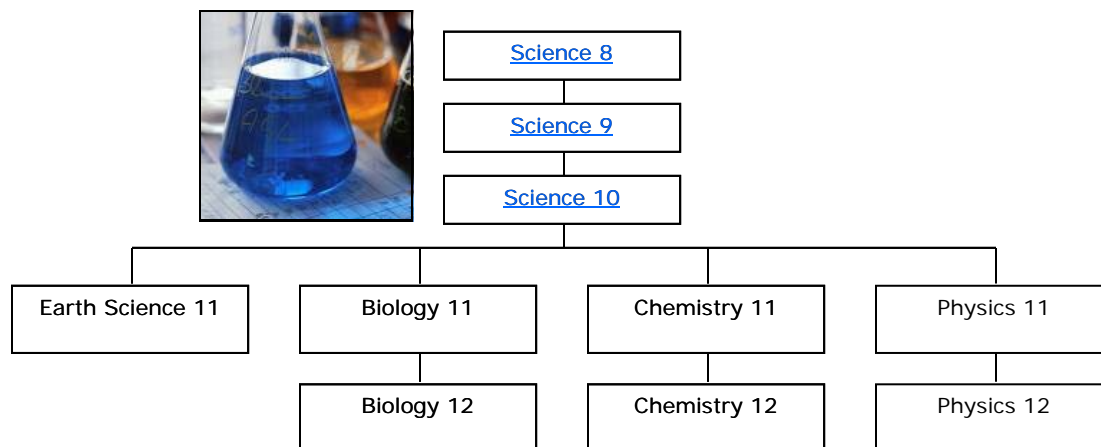 Science 8
Science 9
Science 10
Earth Science 11
Biology 11
Chemistry 11
Physics 11
Biology 12
Chemistry 12
Physics 12